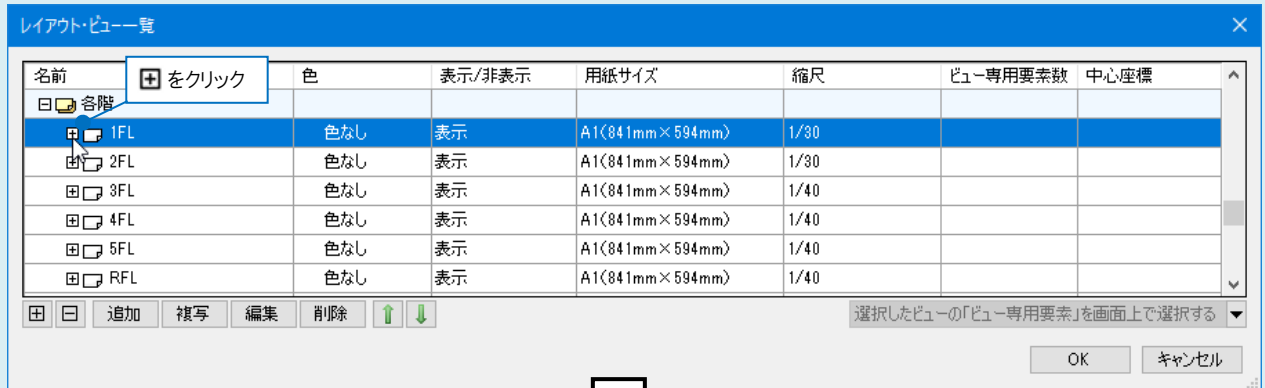 レイアウト・ビュー一覧
名前 色 表示/非表示 用紙サイズ 縮尺 ビュー専用要素数 中心座標
をクリック
各階
1FL 色なし 表示 A1(841mm×594mm) 1/30
2FL 色なし 表示 A1(841mm×594mm) 1/30
3FL 色なし 表示 A1(841mm×594mm) 1/40
4FL 色なし 表示 A1(841mm×594mm) 1/40
5FL 色なし 表示 A1(841mm×594mm) 1/40
RFL 色なし 表示 A1(841mm×594mm) 1/40
追加 複写 編集 削除 選択したビューの「ビュー専用要素」を画面上で選択する
OK キャンセル